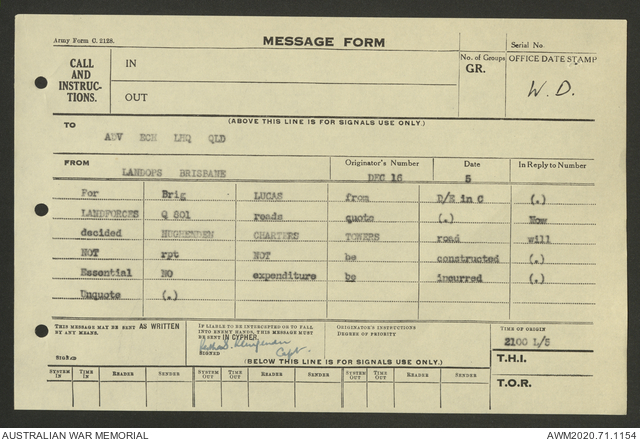 Army Form C. 2128.
MESSAGE FORM
Serial No.
CALL AND INSTRUC- TIONS.
IN
OUT
No. of Groups
GR.
OFFICE DATE STAMP
W. D.
(ABOVE THIS LINE IS FOR SIGNALS USE ONLY.)
TO
ADV ECH LHQ QLD
FROM
LANDOPS BRISBANE
Originator's Number
DEC 16
Date
5
In Reply to Number
For Brig LUCAS from D/E in C (.)
LANDFORCES Q 801 reads quote (.) Now
decided HUGHENDEN CHARTERS TOWERS road will
NOT rpt NOT be constructed (.)
Essential NO expenditure be incurred (.)
Unquote (.)
THIS MESSAGE MAY BE SENT AS WRITTEN BY ANY MEANS.
SIGNED
IF LIABLE TO BE INTERCEPTED OR TO FALL INTO ENEMY HANDS, THIS MESSAGE MUST BE SENT IN CYPHER.
SIGNED
Capt
ORIGINATOR'S INSTRUCTIONS
DEGREE OF PRIORITY
TIME OF ORIGIN
2100 L/5
(BELOW THIS LINE IS FOR SIGNALS USE ONLY.)
T.H.I.
T.O.R.
SYSTEM IN
TIME IN
READER
SENDER
SYSTEM OUT
TIME OUT
READER
SENDER
SYSTEM OUT
TIME OUT
READER
SENDER
AUSTRALIAN WAR MEMORIAL
AWM2020.71.1154